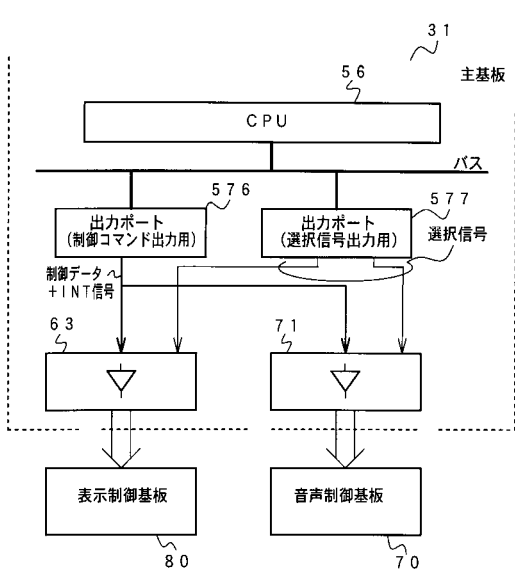 ３１
５６
主基板
ＣＰＵ
バス
５７６
５７７
出力ポート
(制御コマンド出力用)
出力ポート
(選択信号出力用)
選択信号
制御データ
＋ＩＮＴ信号
６３
７１
表示制御基板
音声制御基板
８０
７０